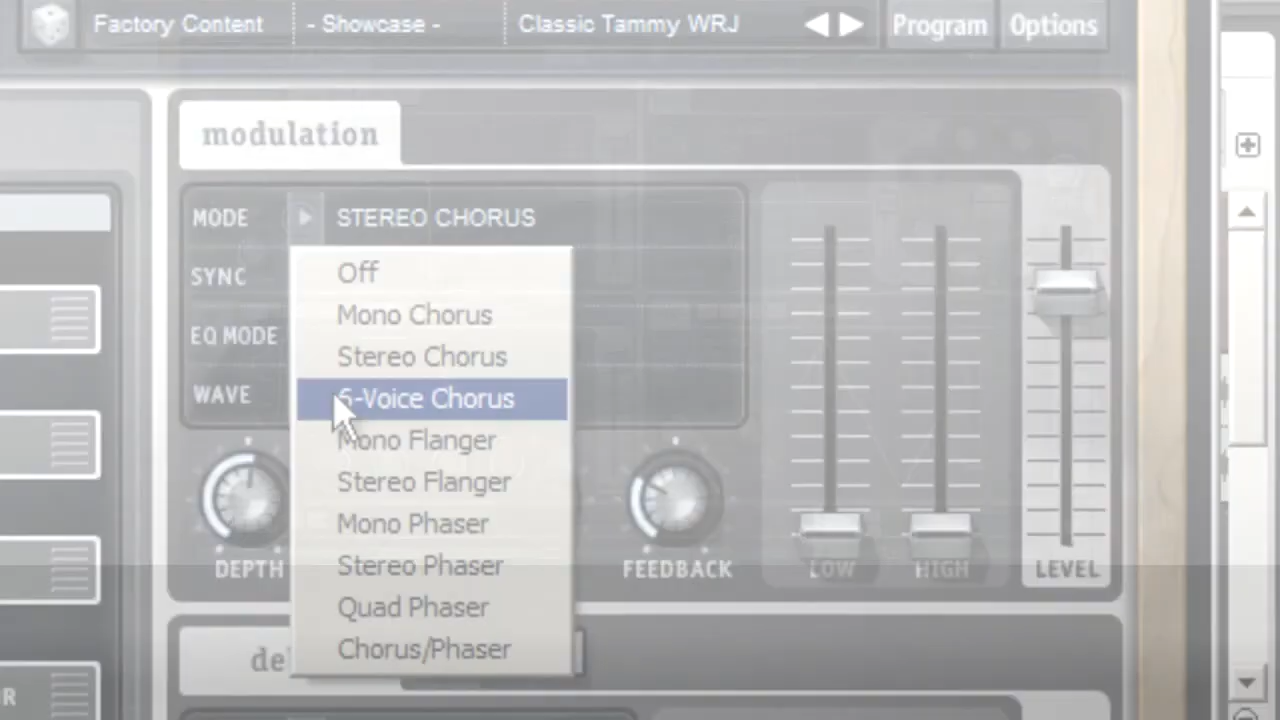 Factory Content - Showcase - Classic Tammy WRJ Program Options
modulation
MODE STEREO CHORUS
SYNC
EQ MODE
WAVE
Off
Mono Chorus
Stereo Chorus
6-Voice Chorus
Mono Flanger
Stereo Flanger
Mono Phaser
Stereo Phaser
Quad Phaser
Chorus/Phaser
DEPTH FEEDBACK LOW HIGH LEVEL